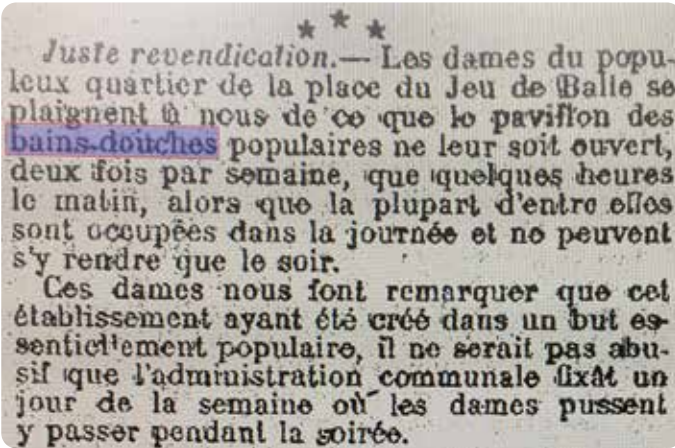 * * *
Juste revendication. — Les dames du popu-
leux quartier de la place du Jeu de Balle se
plaignent à nous de ce que le pavillon des
bains-douches populaires ne leur soit ouvert,
deux fois par semaine, que quelques heures
le matin, alors que la plupart d'entre elles
sont occupées dans la journée et ne peuvent
s'y rendre que le soir.
Ces dames nous font remarquer que cet
établissement ayant été créé dans un but es-
sentiellement populaire, il ne serait pas abu-
sif que l'administration communale fixât un
jour de la semaine où les dames pussent
y passer pendant la soirée.